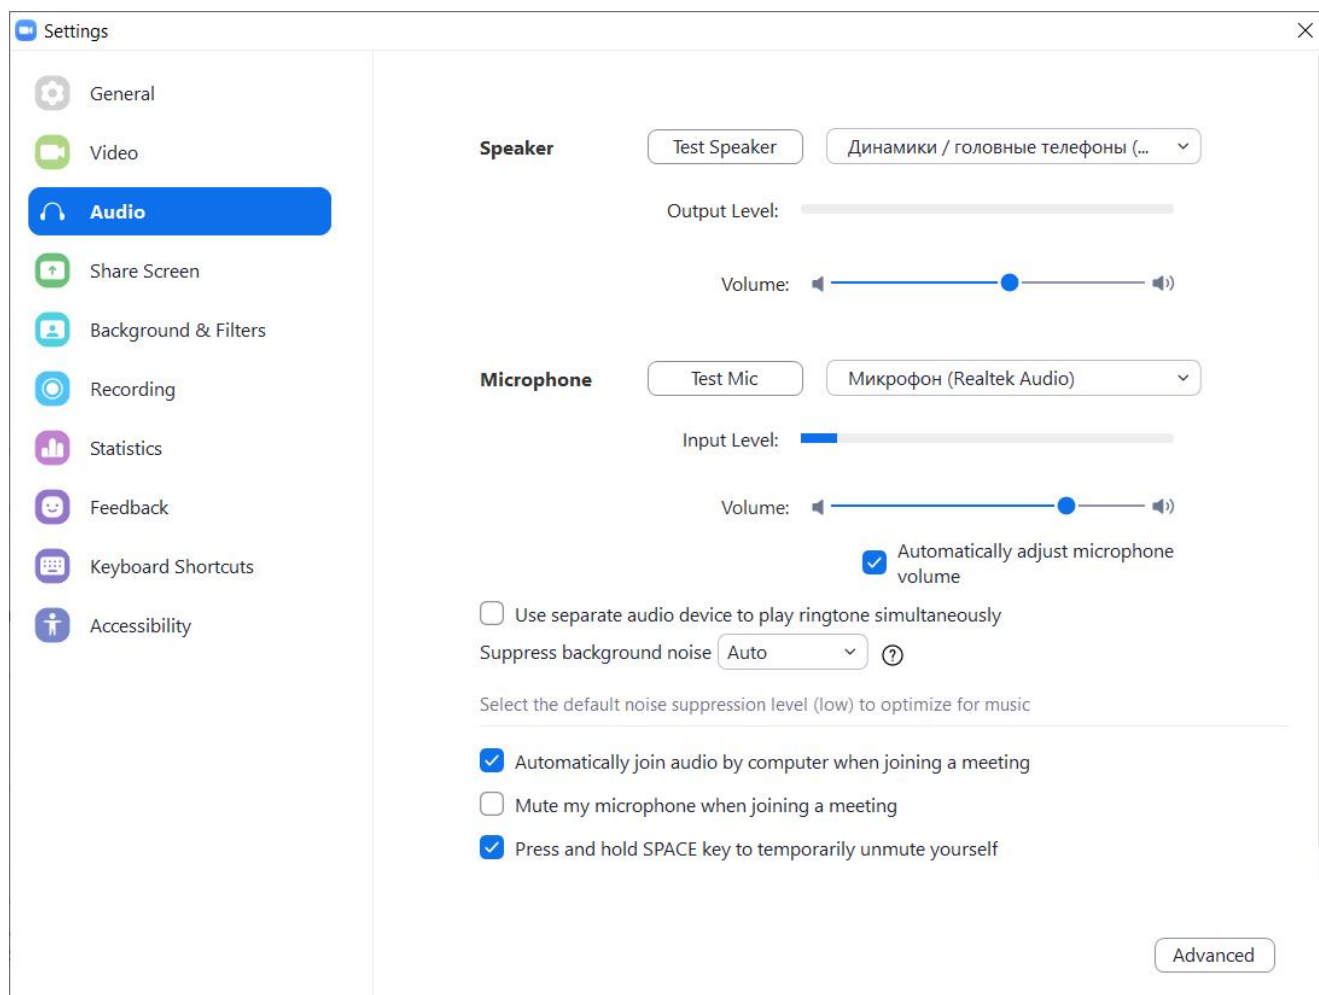 Settings
General
Video
Audio
Share Screen
Background & Filters
Recording
Statistics
Feedback
Keyboard Shortcuts
Accessibility
Speaker
Test Speaker
Динамики / головные телефоны (...
Output Level:
Volume:
Microphone
Test Mic
Микрофон (Realtek Audio)
Input Level:
Volume:
Automatically adjust microphone
volume
Use separate audio device to play ringtone simultaneously
Suppress background noise Auto
Select the default noise suppression level (low) to optimize for music
Automatically join audio by computer when joining a meeting
Mute my microphone when joining a meeting
Press and hold SPACE key to temporarily unmute yourself
Advanced